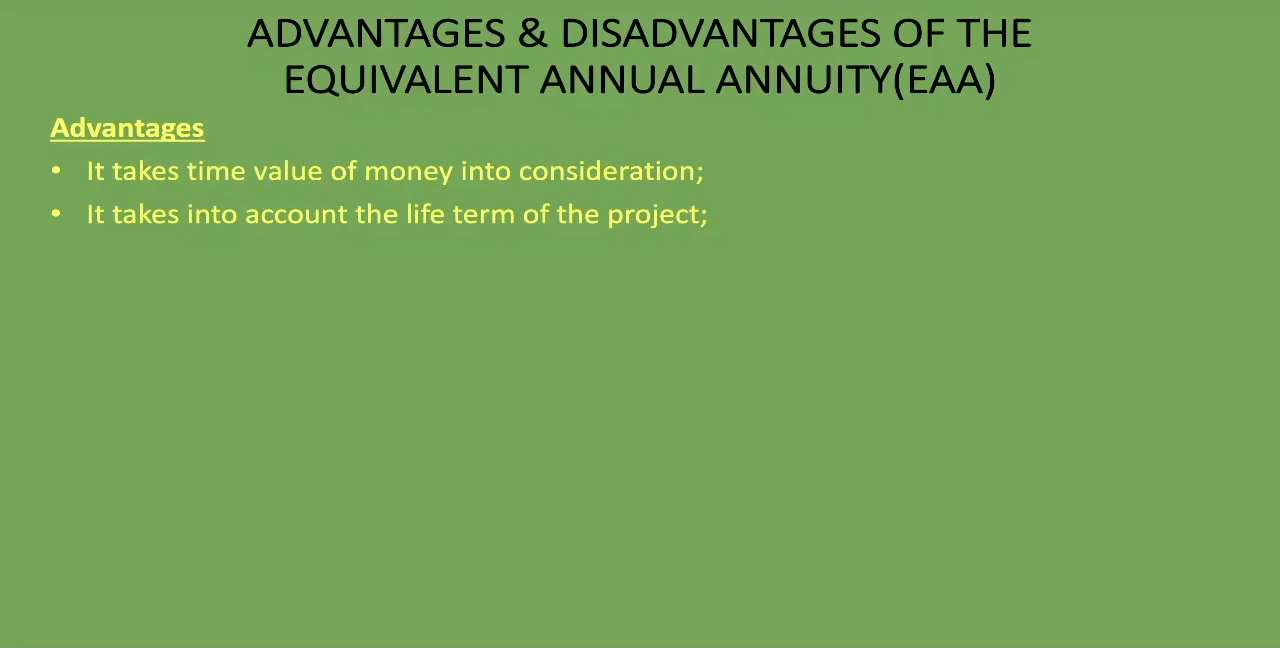 ADVANTAGES & DISADVANTAGES OF THE
EQUIVALENT ANNUAL ANNUITY(EAA)
Advantages
• It takes time value of money into consideration;
• It takes into account the life term of the project;